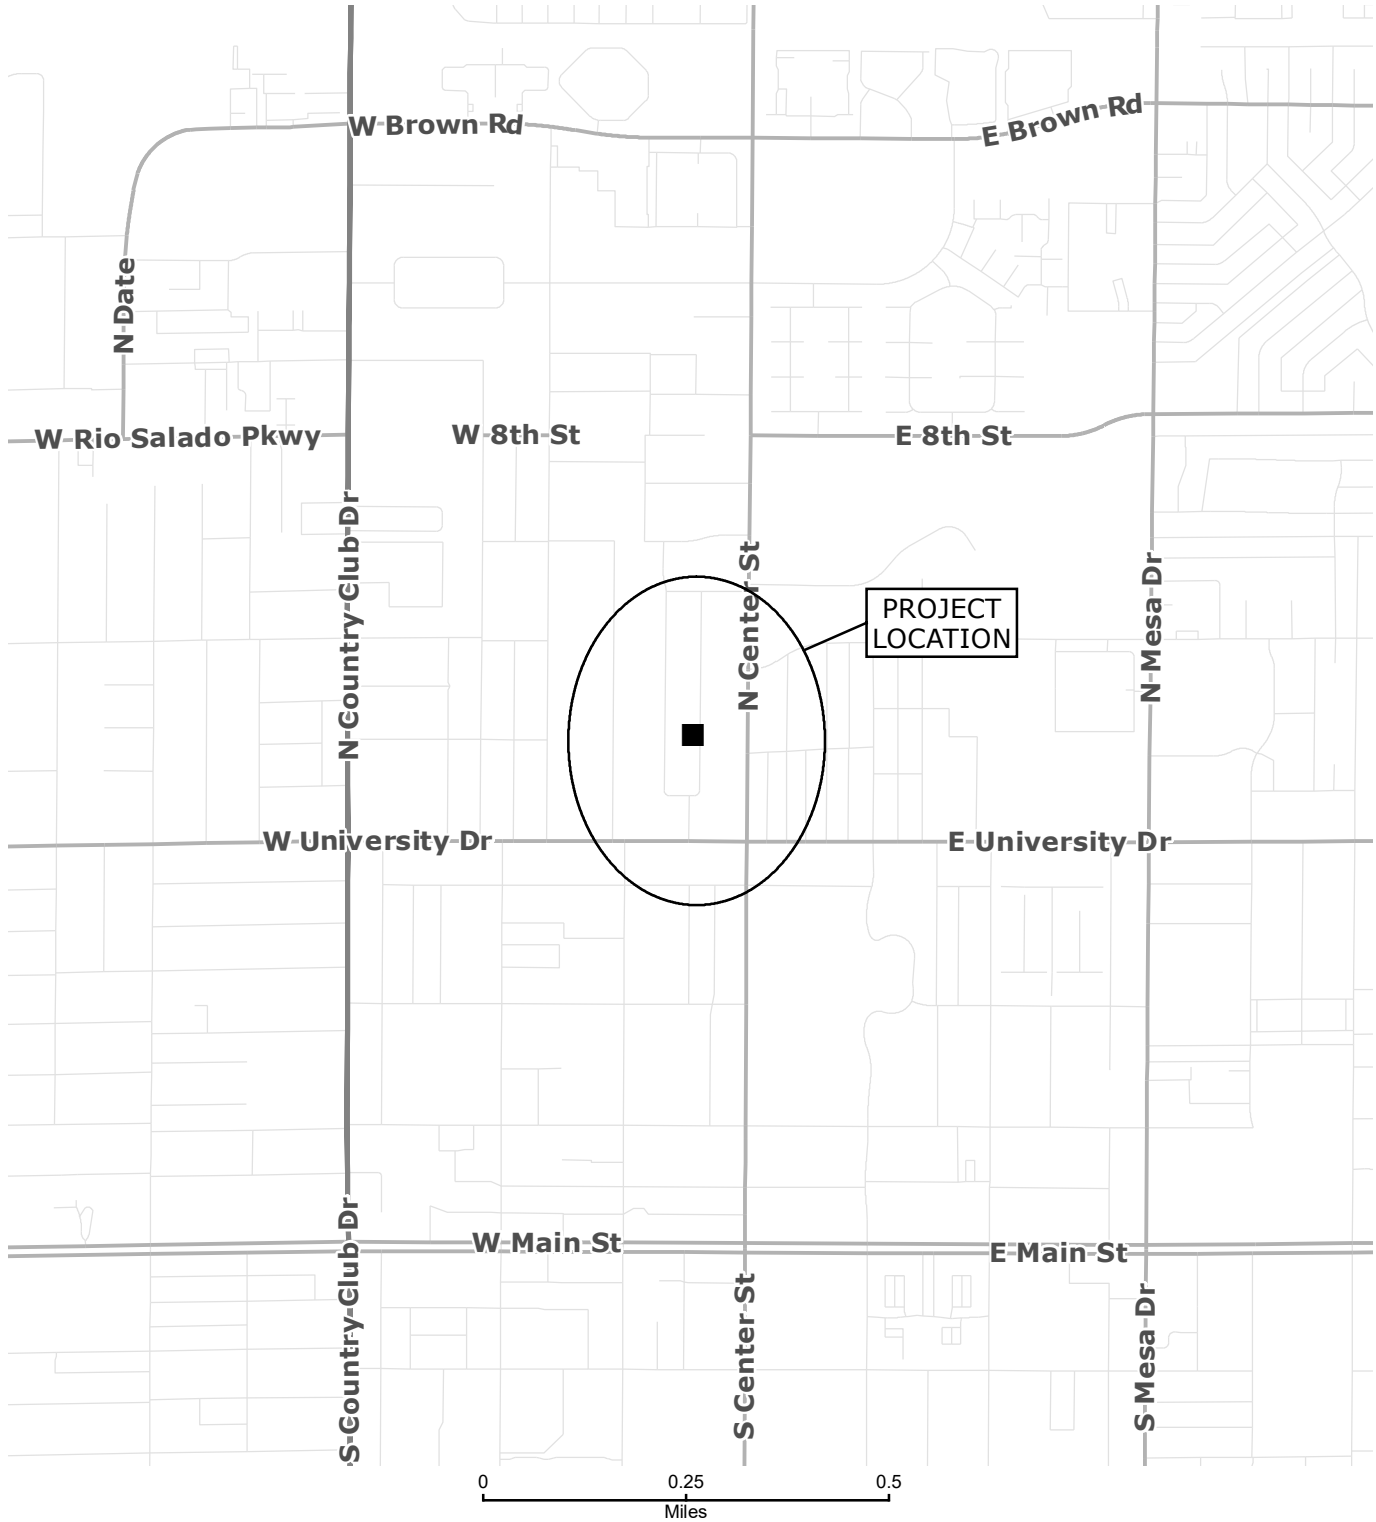 W Brown Rd
E Brown Rd
N Date
W Rio Salado Pkwy
W 8th St
E 8th St
N Country Club Dr
N Center St
N Mesa Dr
PROJECT
LOCATION
W University Dr
E University Dr
S Country Club Dr
W Main St
E Main St
S Center St
S Mesa Dr
0 0.25 0.5
Miles